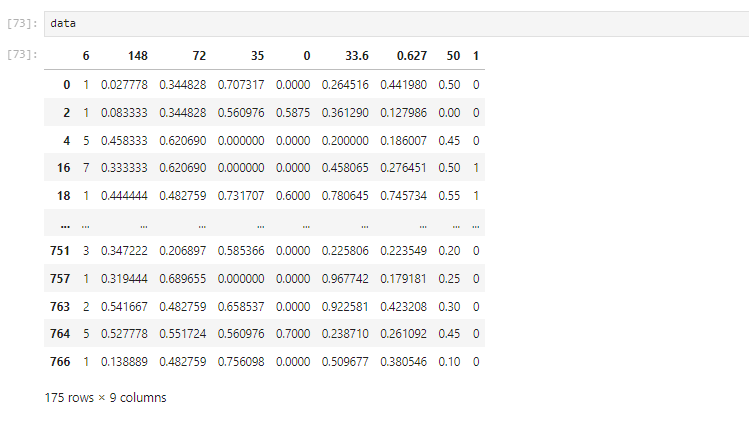 [73]: data
[73]: 6 148 72 35 0 33.6 0.627 50 1
0 1 0.027778 0.344828 0.707317 0.0000 0.264516 0.441980 0.50 0
2 1 0.083333 0.344828 0.560976 0.5875 0.361290 0.127986 0.00 0
4 5 0.458333 0.620690 0.000000 0.0000 0.200000 0.186007 0.45 0
16 7 0.333333 0.620690 0.000000 0.0000 0.458065 0.276451 0.50 1
18 1 0.444444 0.482759 0.731707 0.6000 0.780645 0.745734 0.55 1
... ... ... ... ... ... ... ... ... ...
751 3 0.347222 0.206897 0.585366 0.0000 0.225806 0.223549 0.20 0
757 1 0.319444 0.689655 0.000000 0.0000 0.967742 0.179181 0.25 0
763 2 0.541667 0.482759 0.658537 0.0000 0.922581 0.423208 0.30 0
764 5 0.527778 0.551724 0.560976 0.7000 0.238710 0.261092 0.45 0
766 1 0.138889 0.482759 0.756098 0.0000 0.509677 0.380546 0.10 0
175 rows × 9 columns